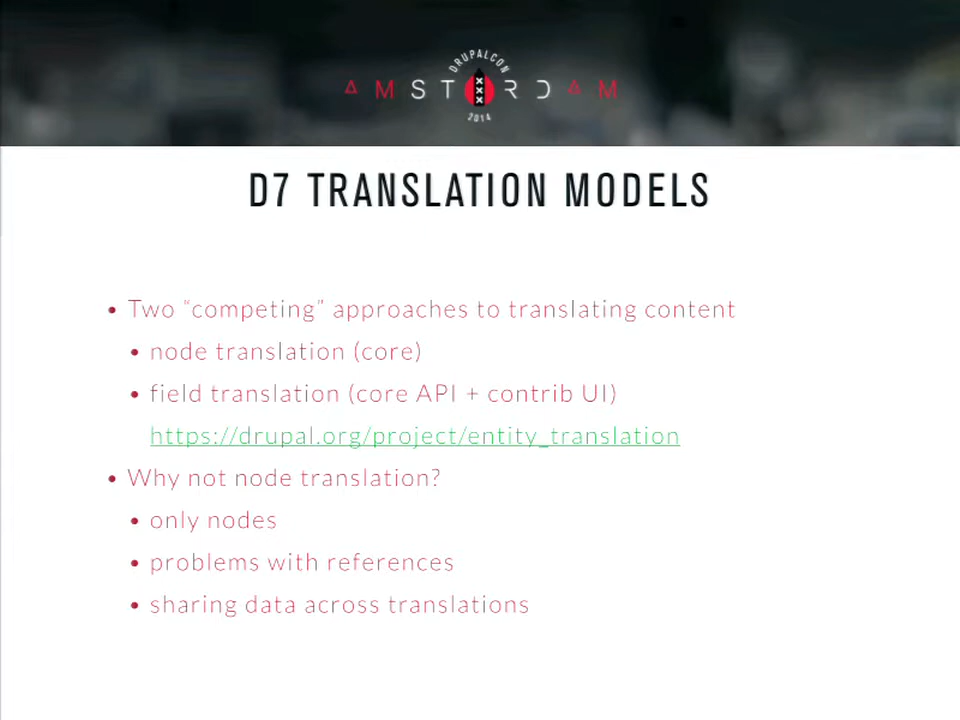 DRUPALCON
AMSTERDAM
2014
D7 TRANSLATION MODELS
• Two “competing” approaches to translating content
• node translation (core)
• field translation (core API + contrib UI)
https://drupal.org/project/entity_translation
• Why not node translation?
• only nodes
• problems with references
• sharing data across translations